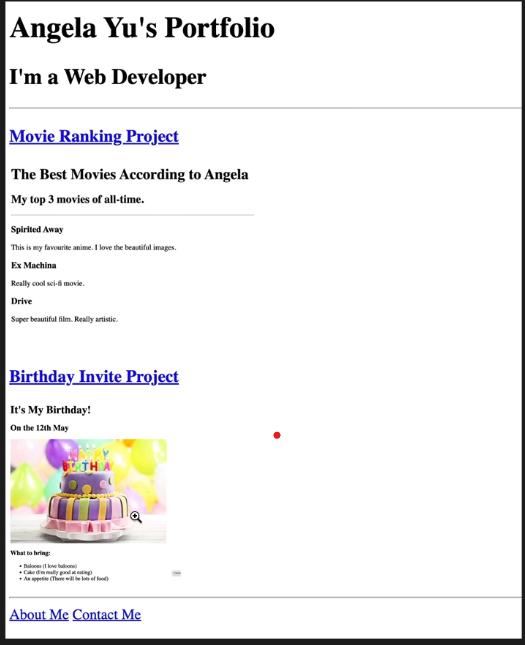 Angela Yu's Portfolio
I'm a Web Developer
Movie Ranking Project
The Best Movies According to Angela
My top 3 movies of all-time.
Spirited Away
This is my favourite anime. I love the beautiful images.
Ex Machina
Really cool sci-fi movie.
Drive
Super beautiful film. Really artistic.
Birthday Invite Project
It's My Birthday!
On the 12th May
HAPPY
BIRTHDAY
What to bring:
Baloons (I love baloons)
Cake (I'm really good at eating)
An appetite (There will be lots of food)
About Me Contact Me